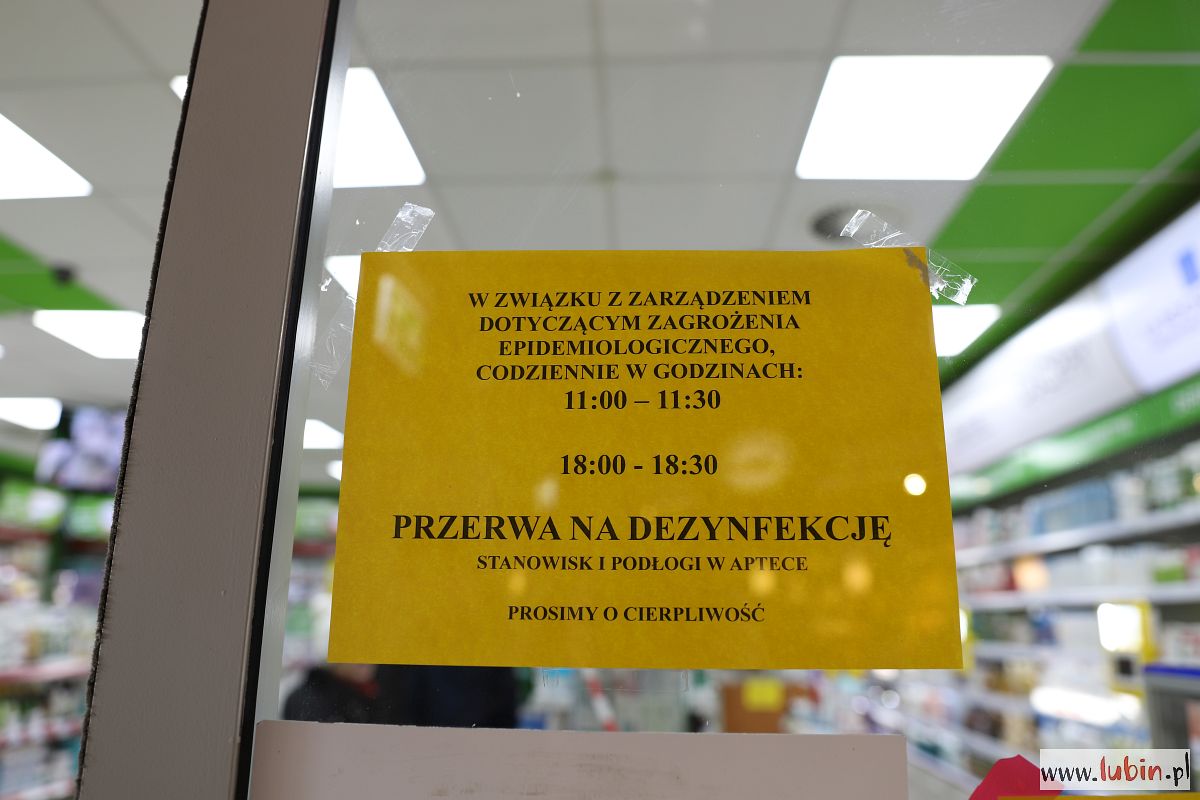 W ZWIĄZKU Z ZARZĄDZENIEM
DOTYCZĄCYM ZAGROŻENIA
EPIDEMIOLOGICZNEGO,
CODZIENNIE W GODZINACH:
11:00 – 11:30
18:00 - 18:30
PRZERWA NA DEZYNFEKCJĘ
STANOWISK I PODŁOGI W APTECE
PROSIMY O CIERPLIWOŚĆ
www.lubin.pl